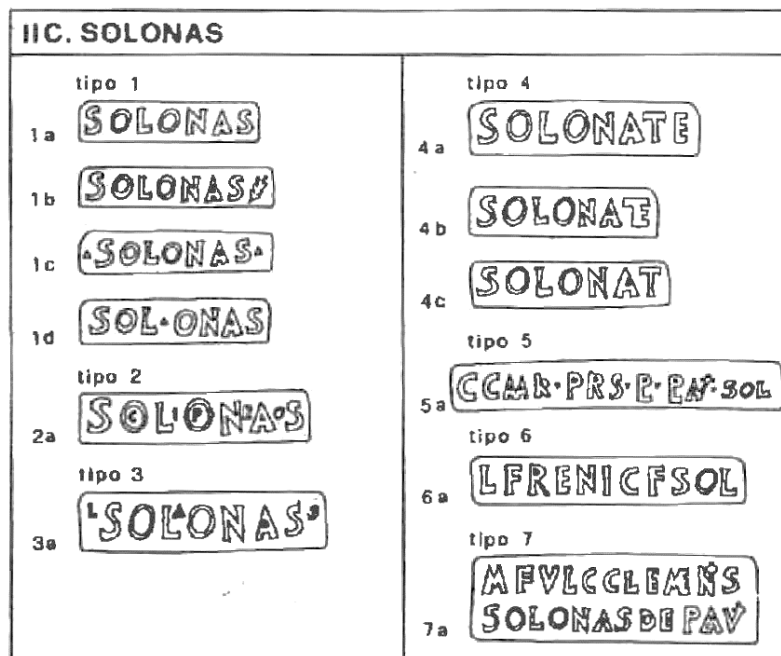 IIC. SOLONAS
tipo 1
1a SOLONAS
1b SOLONAS
1c SOLONAS
1d SOL·ONAS
tipo 2
2a
tipo 3
3a
tipo 4
4a SOLONATE
4b SOLONATE
4c SOLONAT
tipo 5
5a SOL
tipo 6
6a LFRENICFSOL
tipo 7
7a
SOLONAS DE PAV